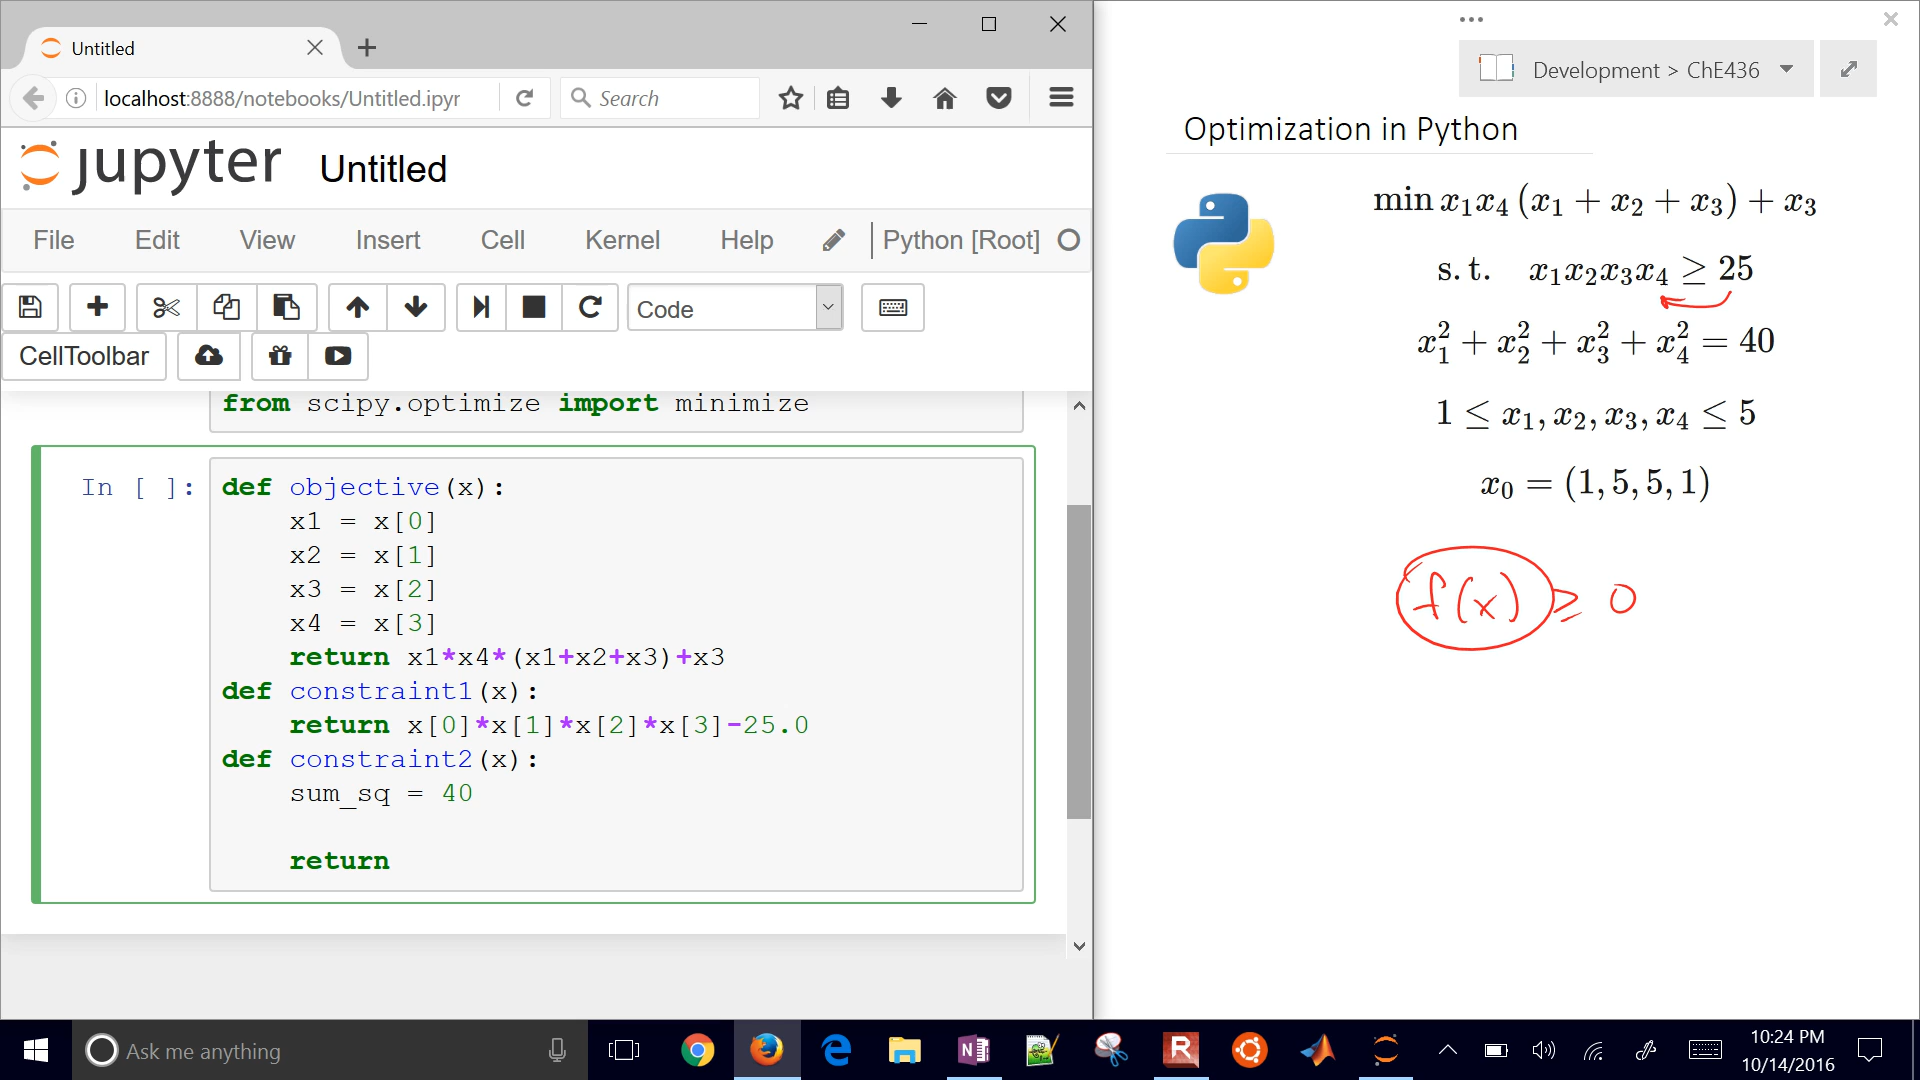 Untitled
localhost:8888/notebooks/Untitled.ipyr
Search
jupyter Untitled
File Edit View Insert Cell Kernel Help Python [Root]
Code
CellToolbar
from scipy.optimize import minimize
In [ ]:
def objective(x):
    x1 = x[0]
    x2 = x[1]
    x3 = x[2]
    x4 = x[3]
    return x1*x4*(x1+x2+x3)+x3
def constraint1(x):
    return x[0]*x[1]*x[2]*x[3]-25.0
def constraint2(x):
    sum_sq = 40
    return
Development > ChE436
Optimization in Python
min x₁x₄ (x₁ + x₂ + x₃) + x₃
s.t. x₁x₂x₃x₄ ≥ 25
x₁² + x₂² + x₃² + x₄² = 40
1 ≤ x₁, x₂, x₃, x₄ ≤ 5
x₀ = (1, 5, 5, 1)
f(x) ≥ 0
Ask me anything
N
R
10:24 PM
10/14/2016